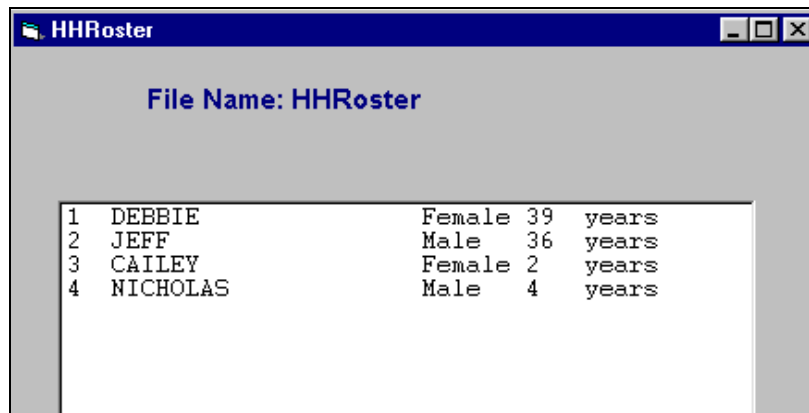 HHRoster
File Name: HHRoster
1 DEBBIE Female 39 years
2 JEFF Male 36 years
3 CAILEY Female 2 years
4 NICHOLAS Male 4 years